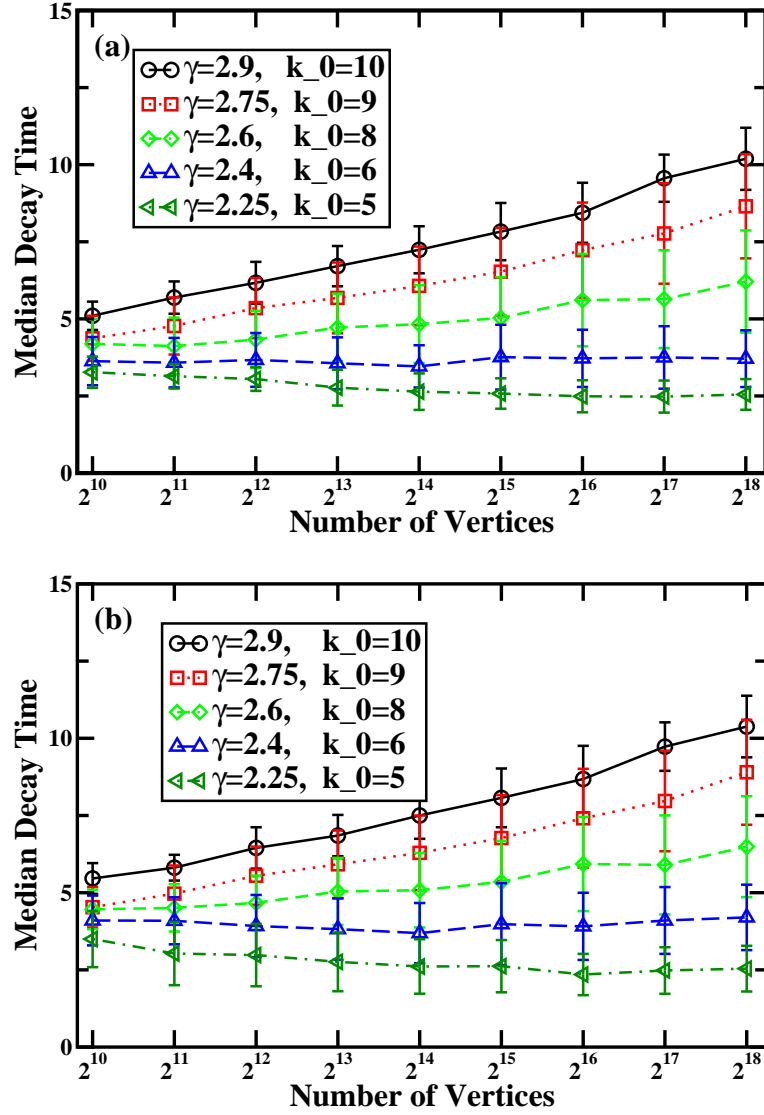 15
(a)
γ=2.9, k_0=10
γ=2.75, k_0=9
γ=2.6, k_0=8
γ=2.4, k_0=6
γ=2.25, k_0=5
10
5
0
Median Decay Time
2^10 2^11 2^12 2^13 2^14 2^15 2^16 2^17 2^18
Number of Vertices
15
(b)
γ=2.9, k_0=10
γ=2.75, k_0=9
γ=2.6, k_0=8
γ=2.4, k_0=6
γ=2.25, k_0=5
10
5
0
Median Decay Time
2^10 2^11 2^12 2^13 2^14 2^15 2^16 2^17 2^18
Number of Vertices